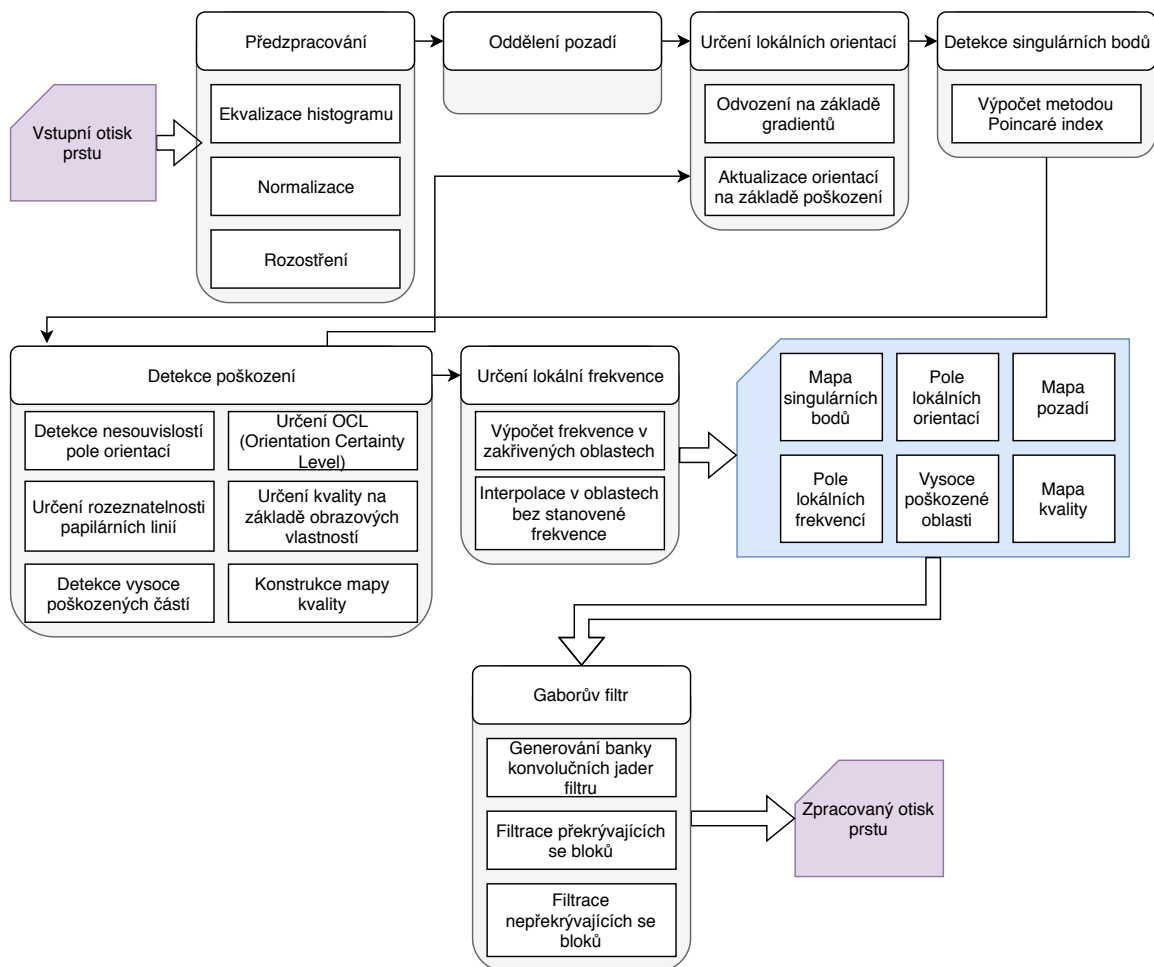 Předzpracování
Oddělení pozadí
Určení lokálních orientací
Detekce singulárních bodů
Vstupní otisk
prstu
Ekvalizace histogramu
Normalizace
Rozostření
Odvození na základě
gradientů
Aktualizace orientací
na základě poškození
Výpočet metodou
Poincaré index
Detekce poškození
Detekce nesouvislostí
pole orientací
Určení OCL
(Orientation Certainty
Level)
Určení rozeznatelnosti
papilárních linií
Určení kvality na
základě obrazových
vlastností
Detekce vysoce
poškozených částí
Konstrukce mapy
kvality
Určení lokální frekvence
Výpočet frekvence v
zakřivených oblastech
Interpolace v oblastech
bez stanovené
frekvence
Mapa
singulárních
bodů
Pole
lokálních
orientací
Mapa
pozadí
Pole
lokálních
frekvencí
Vysoce
poškozené
oblasti
Mapa
kvality
Gaborův filtr
Generování banky
konvolučních jader
filtru
Filtrace překrývajících
se bloků
Filtrace
nepřekrývajících se
bloků
Zpracovaný otisk
prstu